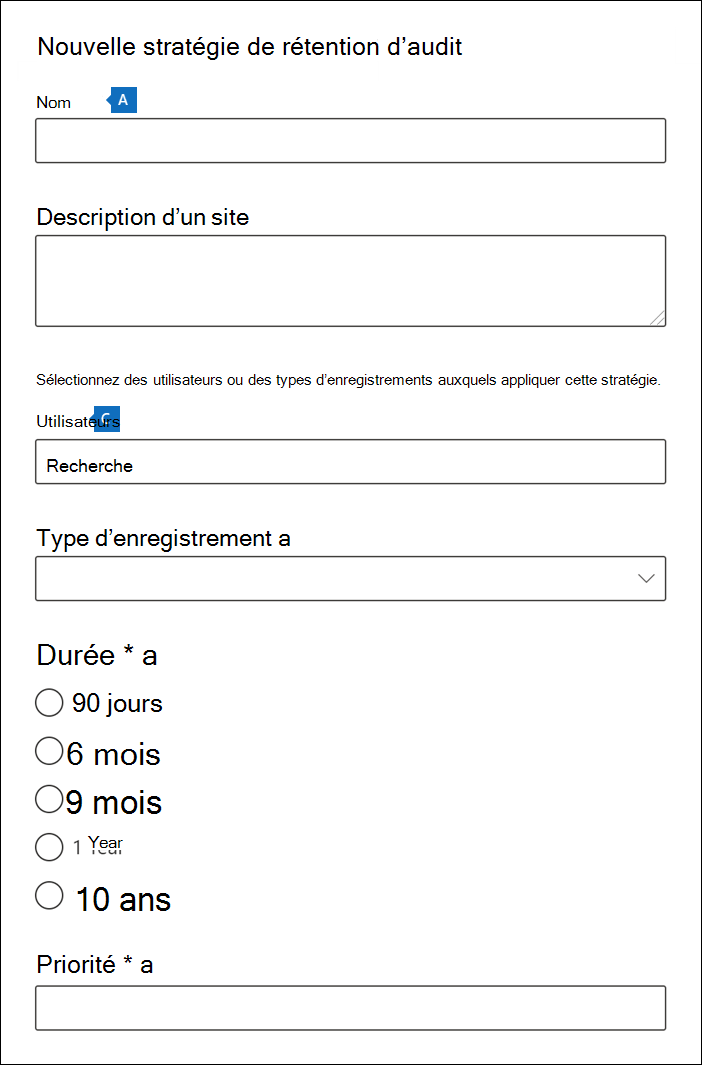 Nouvelle stratégie de rétention d’audit
Nom A
Description d’un site
Sélectionnez des utilisateurs ou des types d’enregistrements auxquels appliquer cette stratégie.
Utilisateurs C
Recherche
Type d’enregistrement a
Durée * a
90 jours
6 mois
9 mois
1 Year
10 ans
Priorité * a